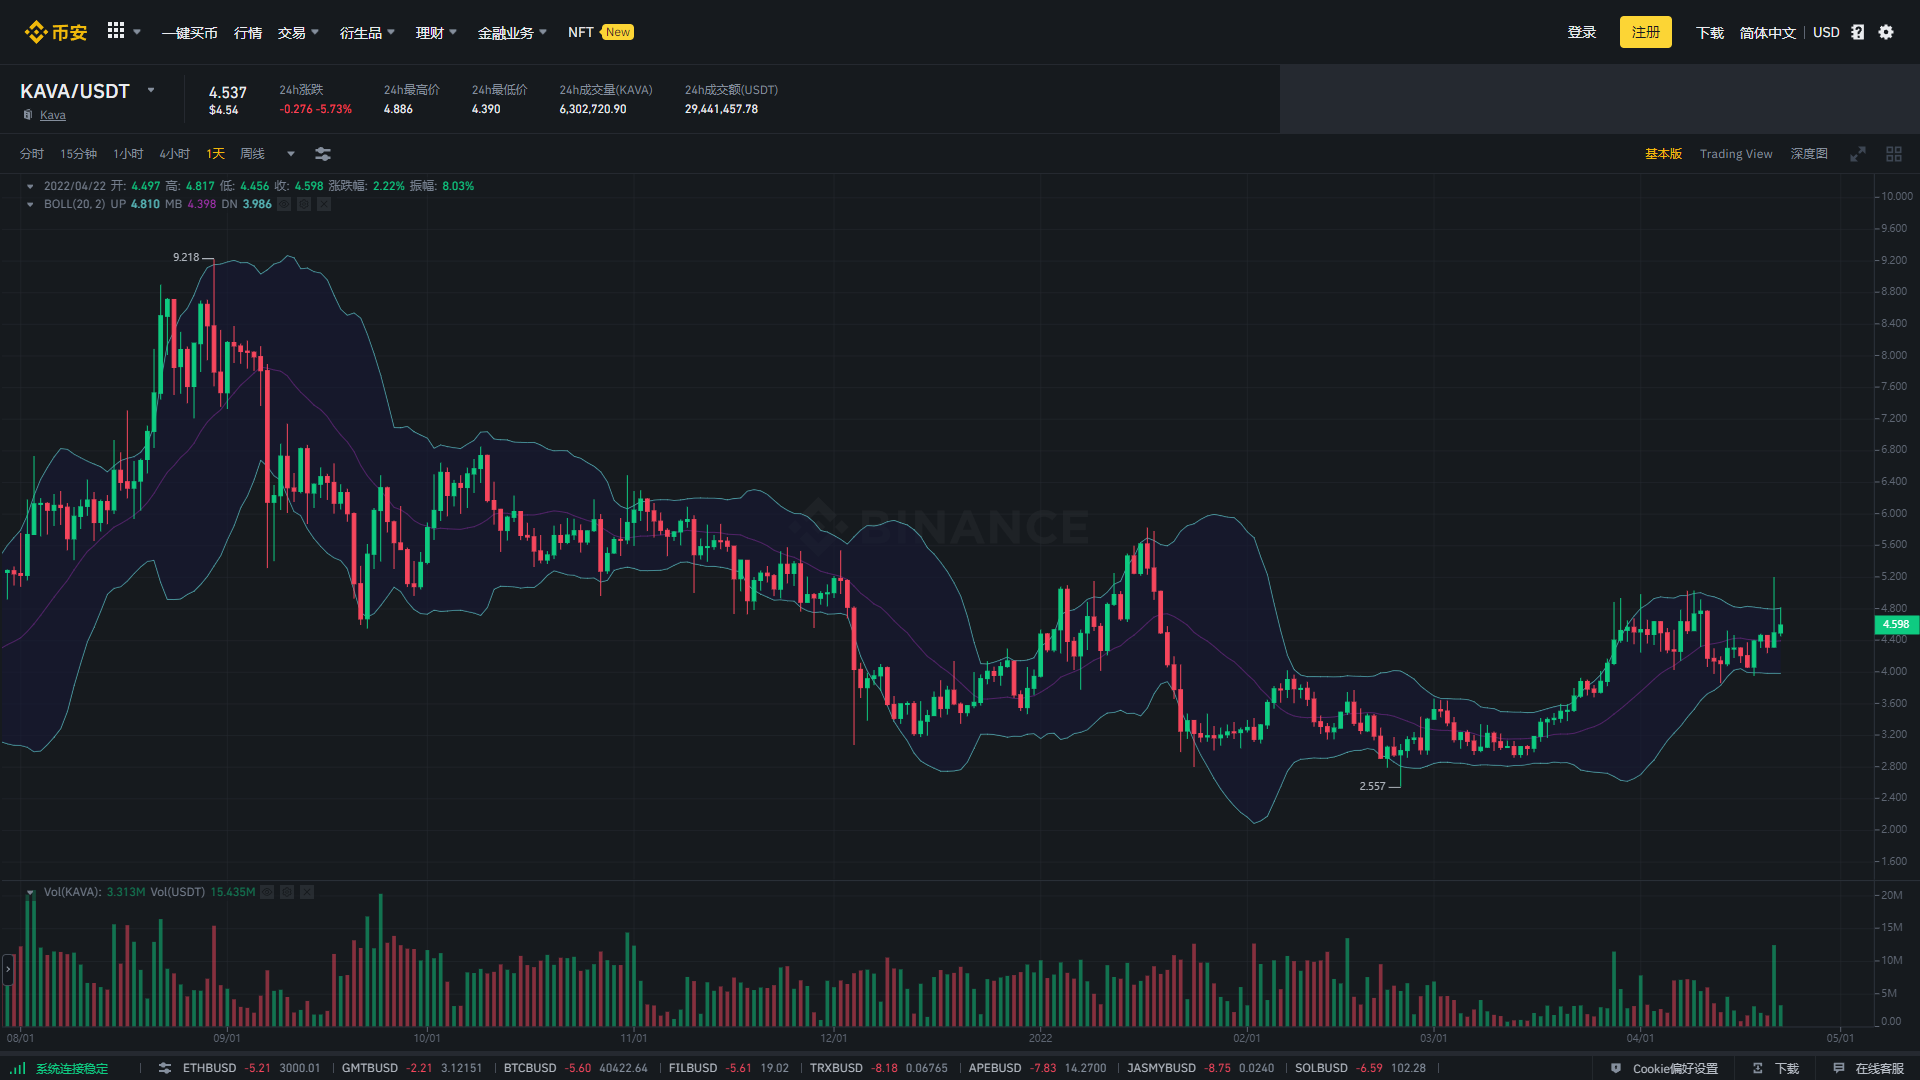 币安 一键买币 行情 交易 衍生品 理财 金融业务 NFT New 登录 注册 下载 简体中文 USD
KAVA/USDT 4.537 24h涨跌 24h最高价 24h最低价 24h成交量(KAVA) 24h成交额(USDT)
Kava $4.54 -0.276 -5.73% 4.886 4.390 6,302,720.90 29,441,457.78
分时 15分钟 1小时 4小时 1天 周线 基本版 Trading View 深度图
2022/04/22 开: 4.497 高: 4.817 低: 4.456 收: 4.598 涨跌幅: 2.22% 振幅: 8.03%
BOLL(20, 2) UP 4.810 MB 4.398 DN 3.986
10.000
9.600
9.218
9.200
8.800
8.400
8.000
7.600
7.200
6.800
6.400
6.000
BINANCE
5.600
5.200
4.800
4.598
4.400
4.000
3.600
3.200
2.800
2.557
2.400
2.000
1.600
Vol(KAVA): 3.313M Vol(USDT) 15.435M
20M
15M
10M
5M
0.00
08/01 09/01 10/01 11/01 12/01 2022 02/01 03/01 04/01 05/01
系统连接稳定 ETHBUSD -5.21 3000.01 GMTBUSD -2.21 3.12151 BTCBUSD -5.60 40422.64 FILBUSD -5.61 19.02 TRXBUSD -8.18 0.06765 APEBUSD -7.83 14.2700 JASMYBUSD -8.75 0.0240 SOLBUSD -6.59 102.28 Cookie偏好设置 下载 在线客服